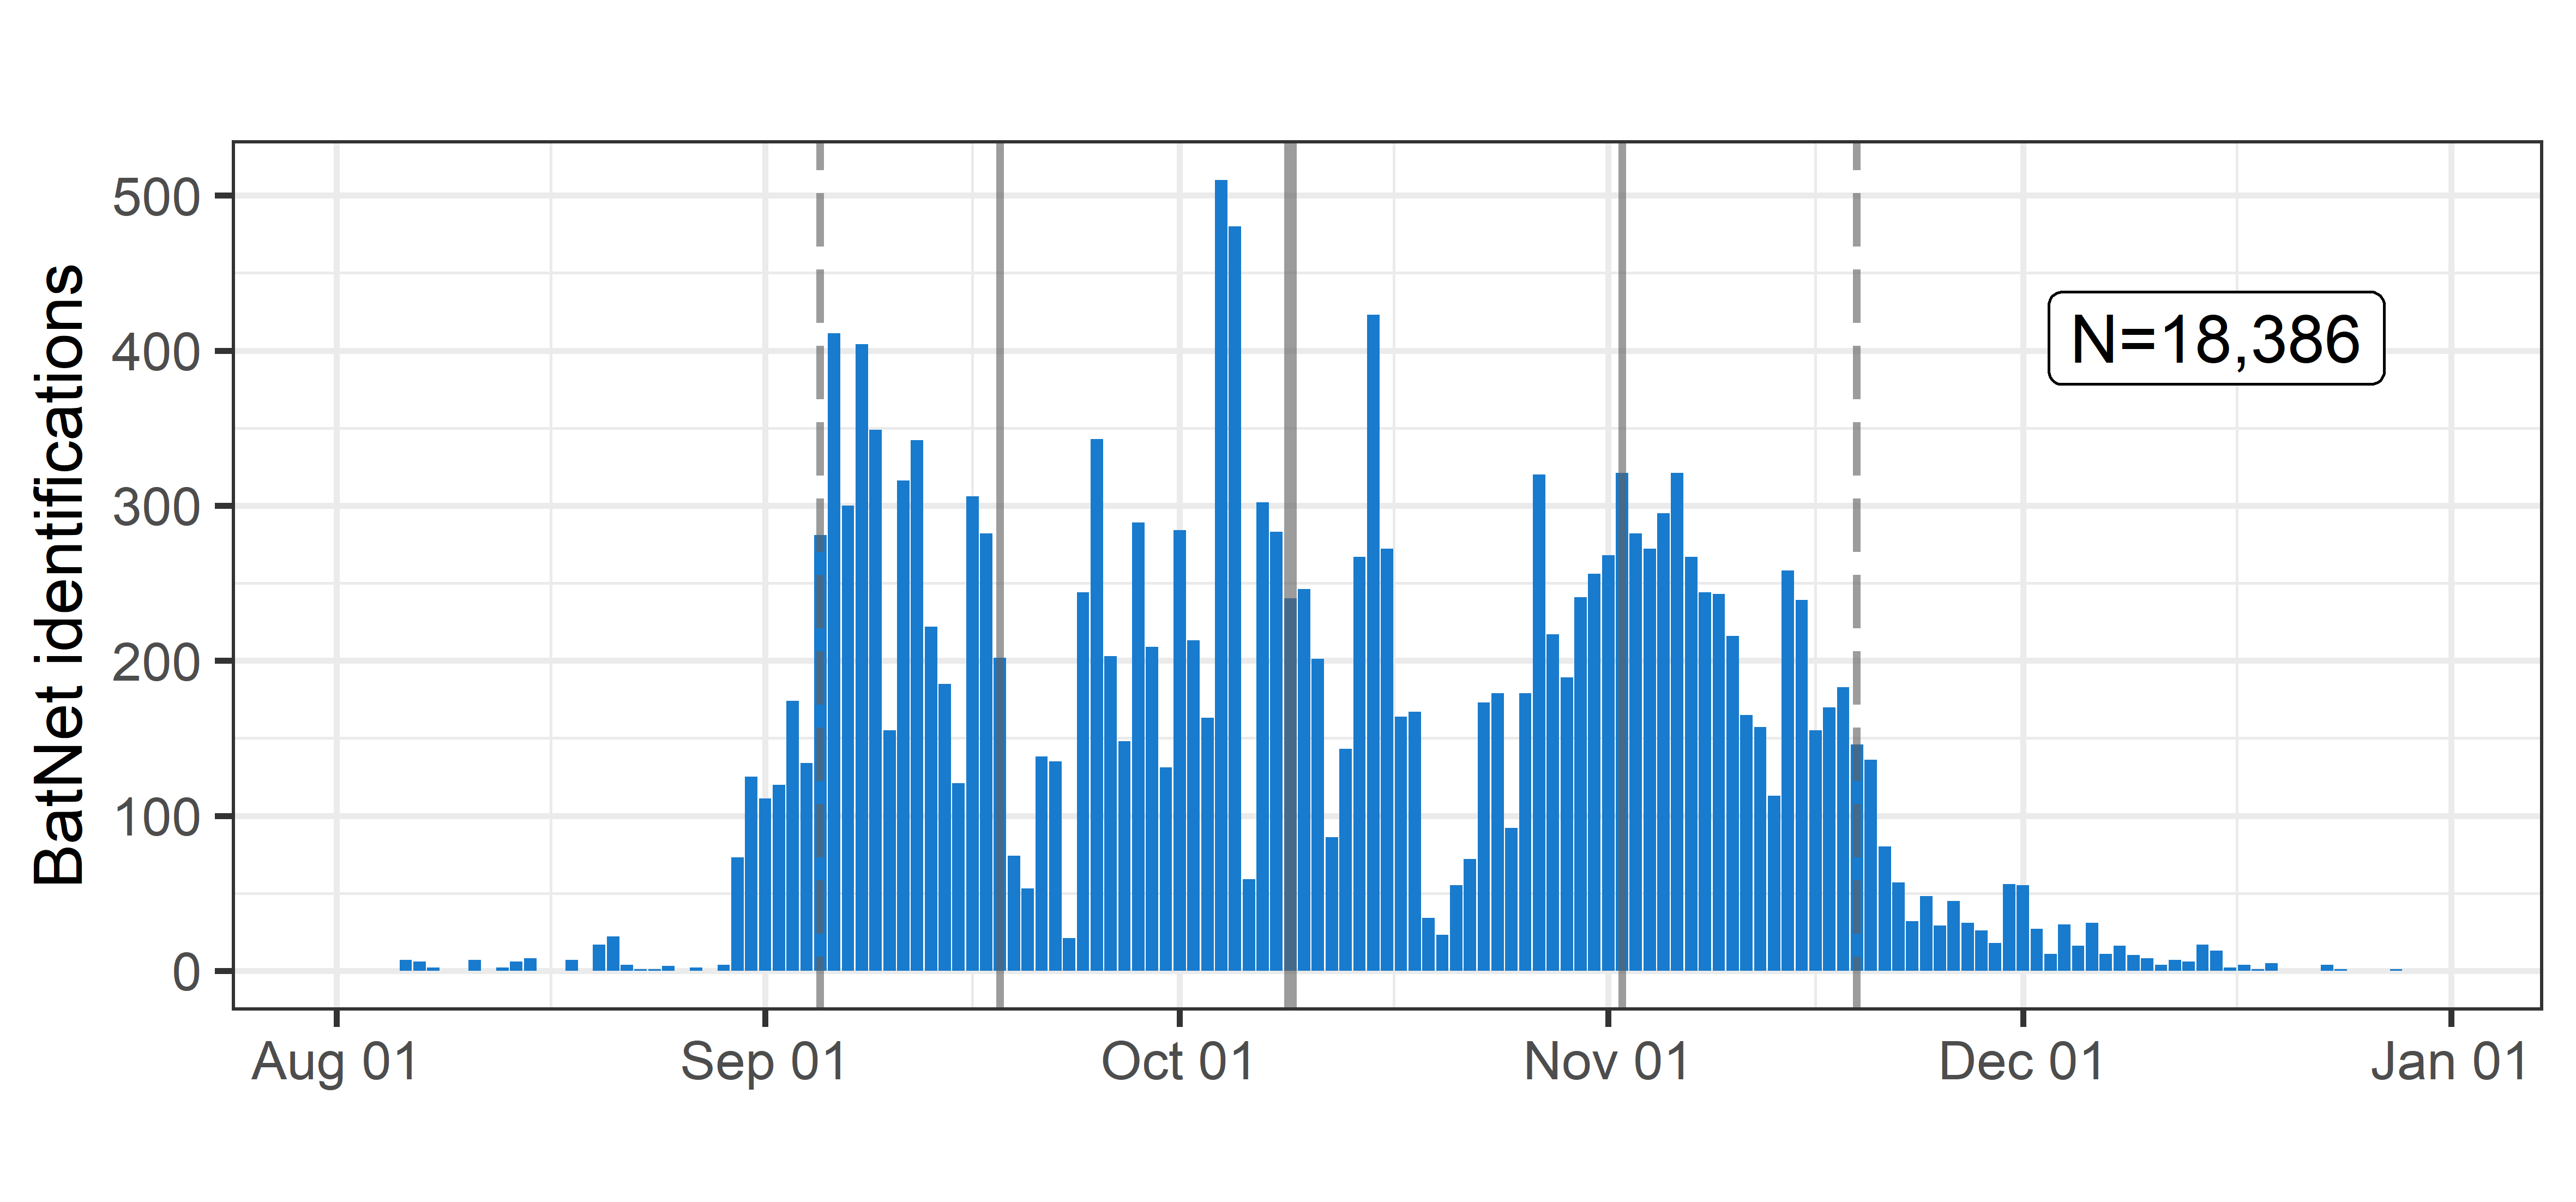 BatNet identifications
500
400
300
200
100
0
N=18,386
Aug 01 Sep 01 Oct 01 Nov 01 Dec 01 Jan 01